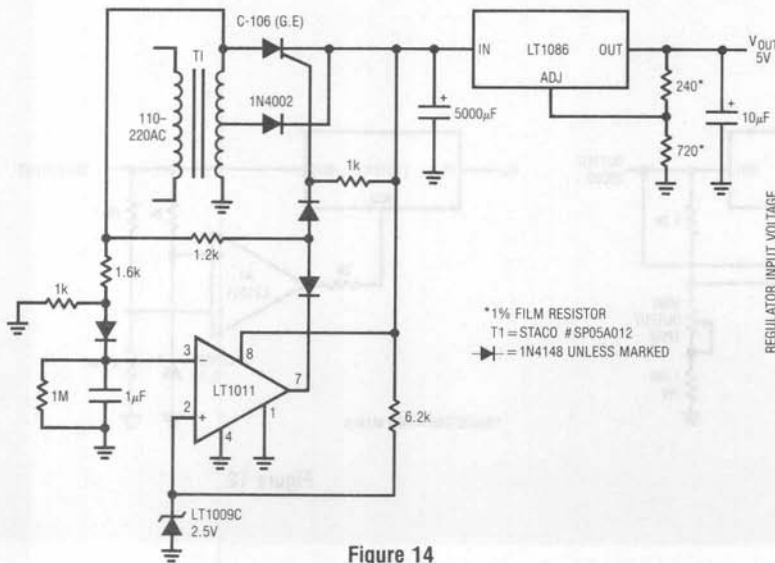 C-106 (G.E)
T1
110–
220AC
1N4002
+
5000µF
IN
LT1086
OUT
ADJ
VOUT
5V
240*
+
10µF
720*
1k
1.2k
1.6k
1k
1M
1µF
3
2
+
8
LT1011
7
1
4
6.2k
LT1009C
2.5V
*1% FILM RESISTOR
T1 = STACO #SP05A012
= 1N4148 UNLESS MARKED
REGULATOR INPUT VOLTAGE
Figure 14